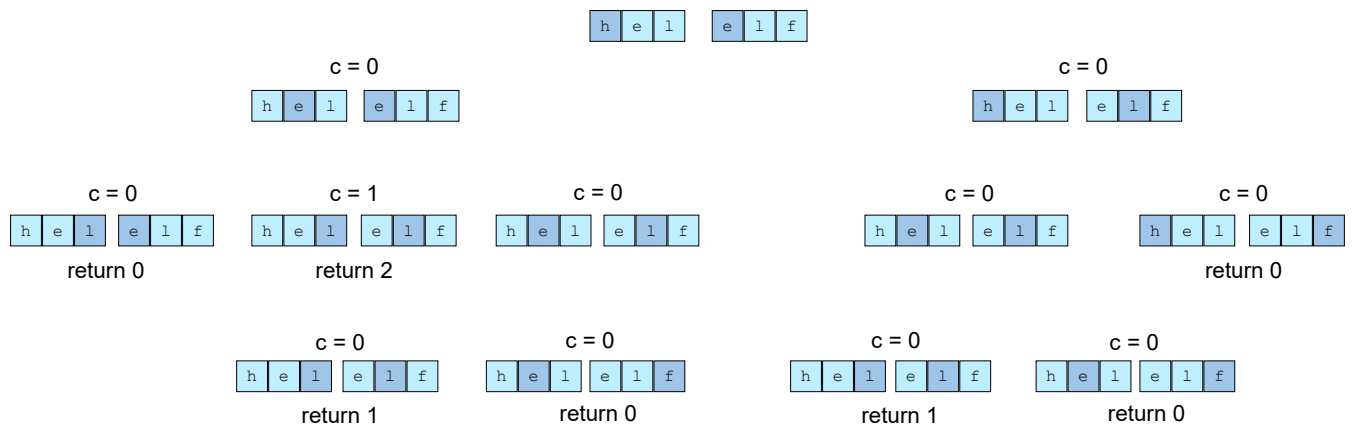 h e l e l f
c = 0 c = 0
h e l e l f h e l e l f
c = 0 c = 1 c = 0 c = 0 c = 0
h e l e l f h e l e l f h e l e l f h e l e l f h e l e l f
return 0 return 2 return 0
c = 0 c = 0 c = 0 c = 0
h e l e l f h e l e l f h e l e l f h e l e l f
return 1 return 0 return 1 return 0